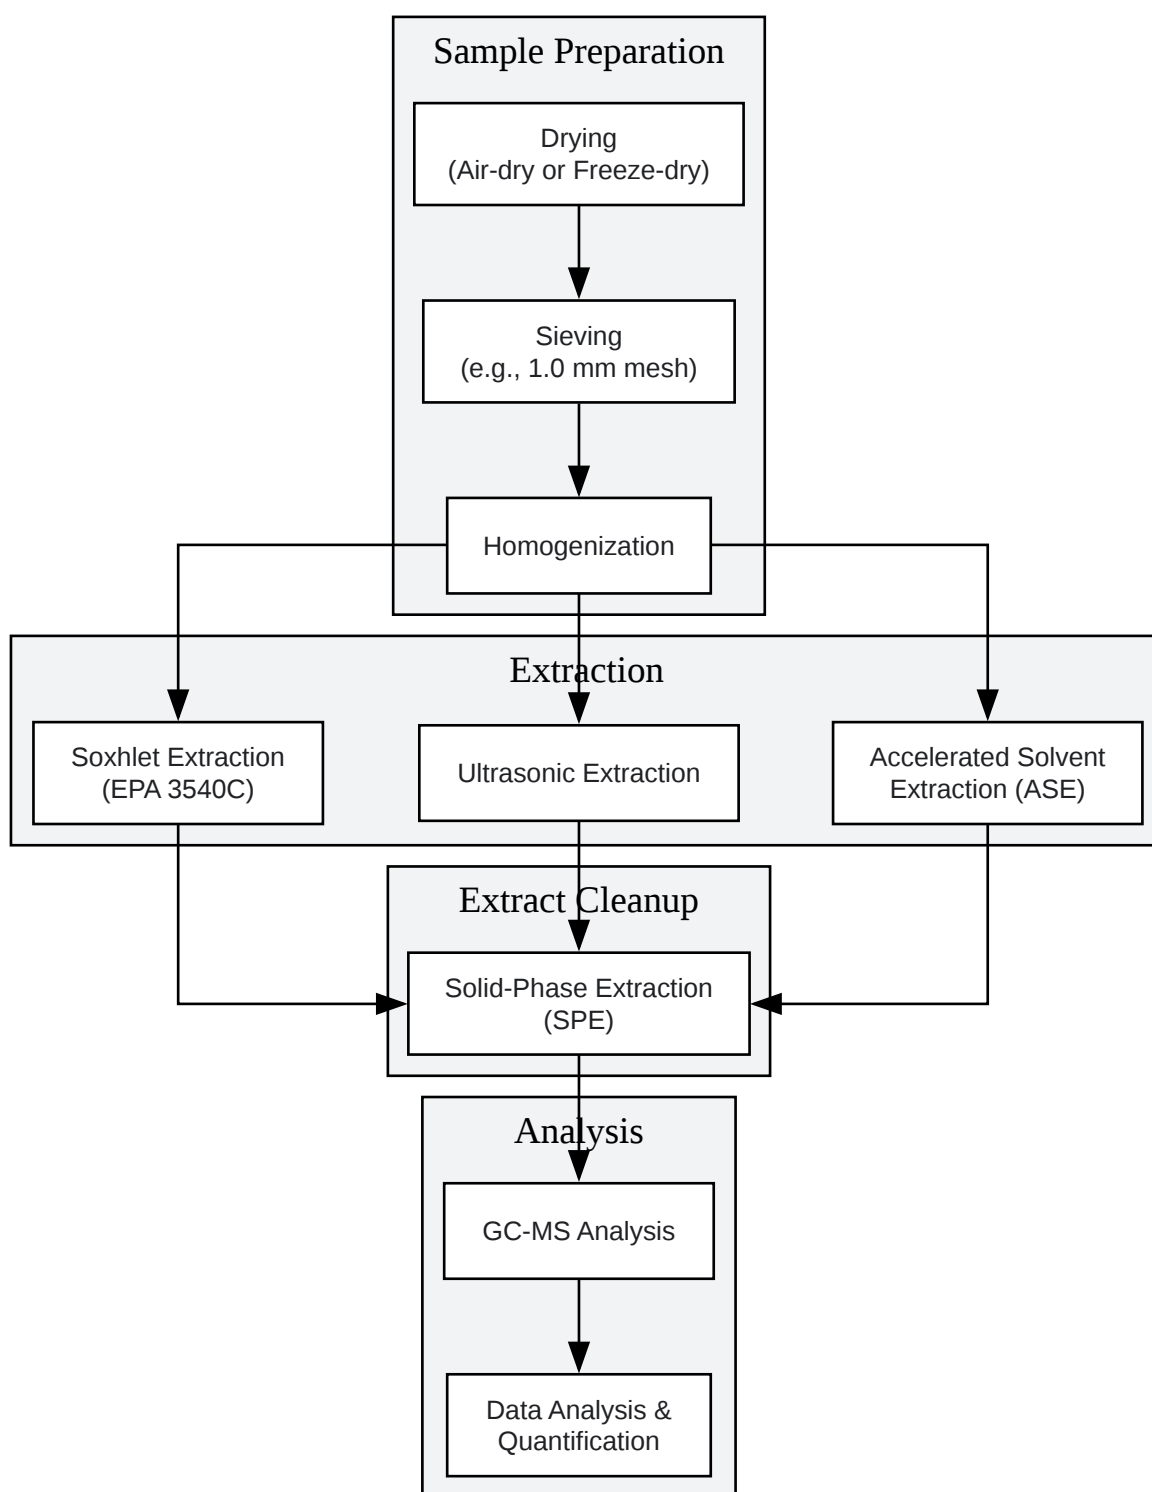 Sample Preparation
Drying
(Air-dry or Freeze-dry)
Sieving
(e.g., 1.0 mm mesh)
Homogenization
Extraction
Soxhlet Extraction
(EPA 3540C)
Ultrasonic Extraction
Accelerated Solvent
Extraction (ASE)
Extract Cleanup
Solid-Phase Extraction
(SPE)
Analysis
GC-MS Analysis
Data Analysis &
Quantification